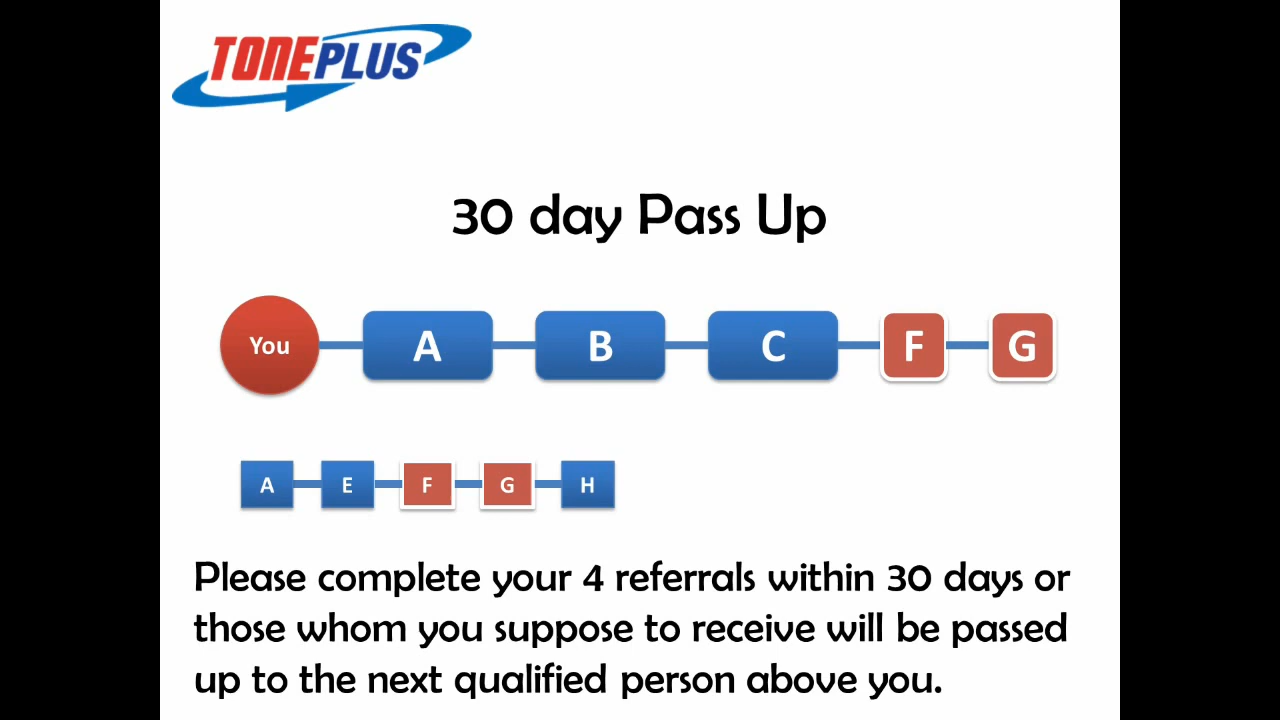 TONEPLUS
30 day Pass Up
You A B C F G
A E F G H
Please complete your 4 referrals within 30 days or
those whom you suppose to receive will be passed
up to the next qualified person above you.